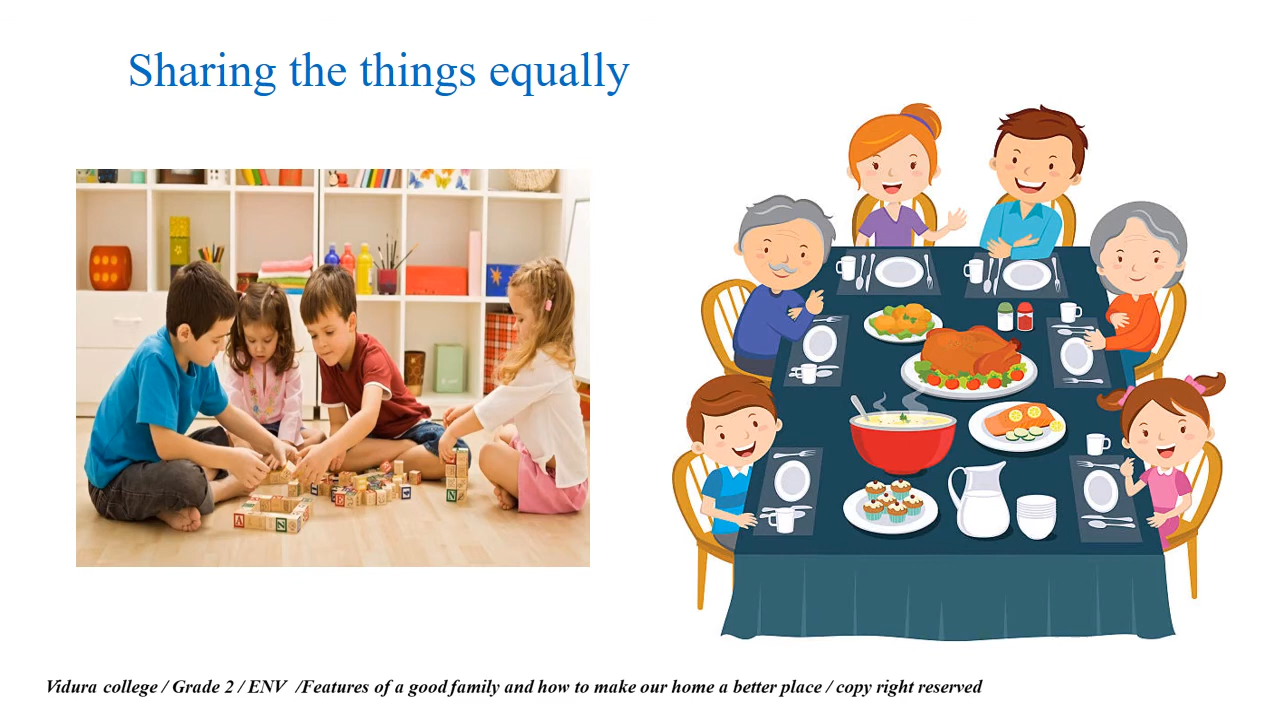 Sharing the things equally
Vidura college / Grade 2 / ENV /Features of a good family and how to make our home a better place / copy right reserved